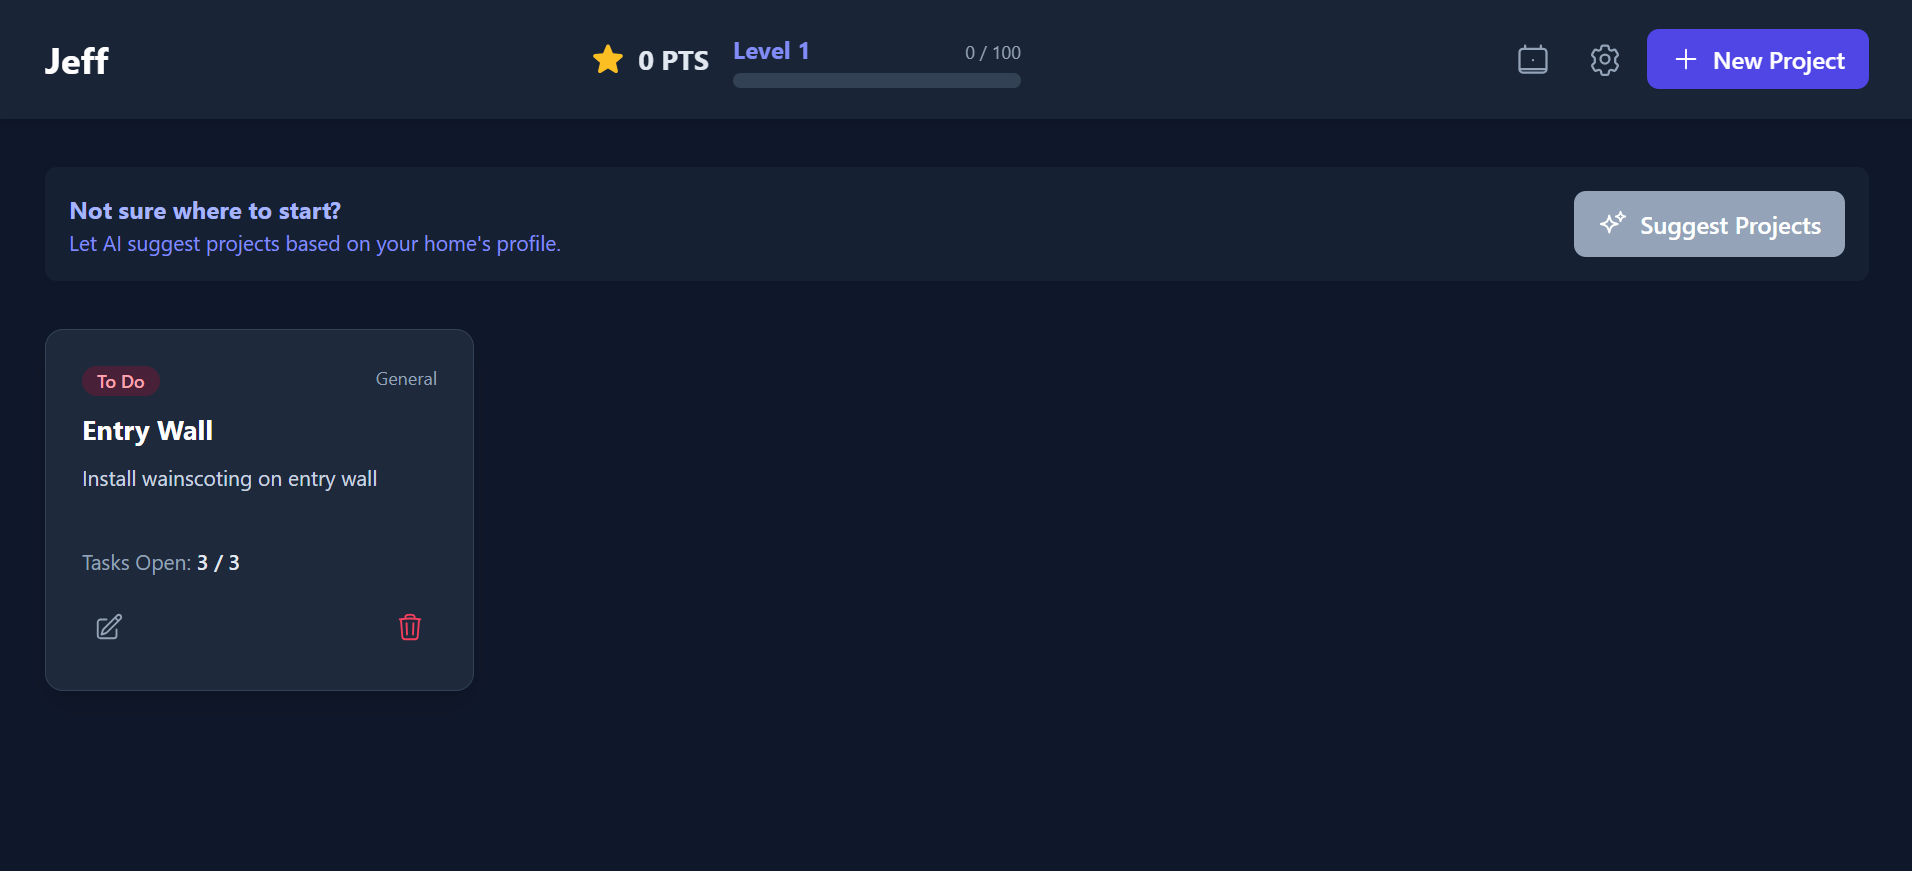 Jeff
0 PTS
Level 1
0 / 100
New Project
Not sure where to start?
Let AI suggest projects based on your home's profile.
Suggest Projects
To Do
General
Entry Wall
Install wainscoting on entry wall
Tasks Open: 3 / 3